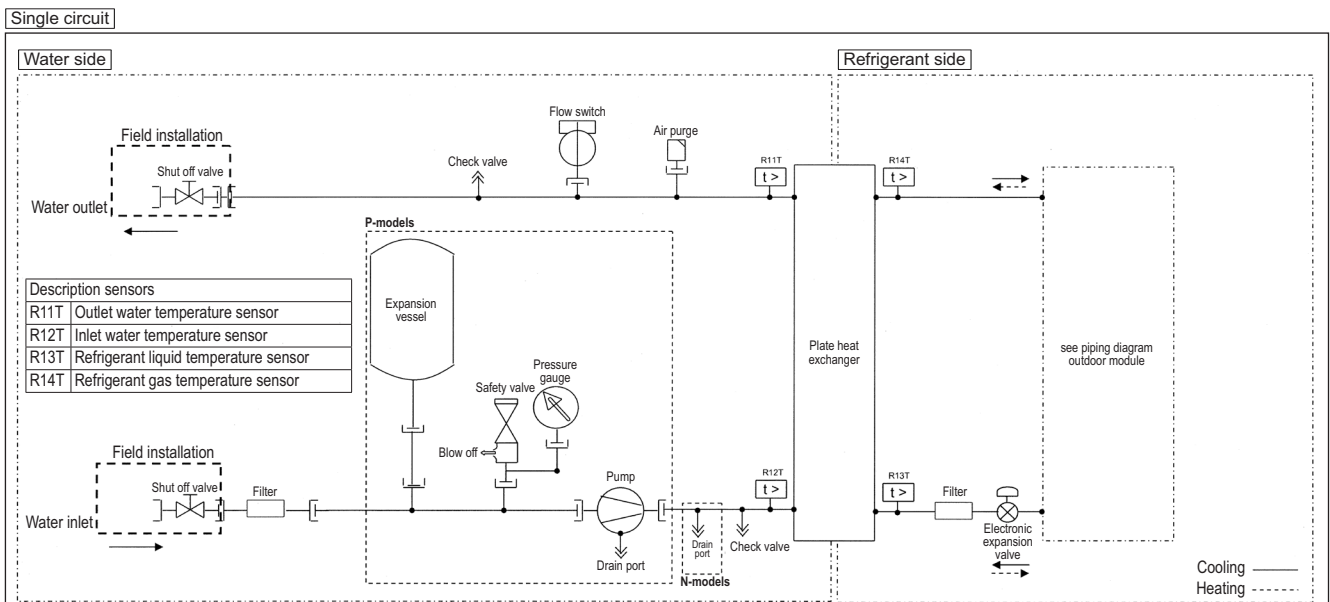 Single circuit
Water side
Refrigerant side
Flow switch
Air purge
Field installation
Check valve
R11T
R14T
Shut off valve
t >
t >
Water outlet
P-models
Description sensors
R11T Outlet water temperature sensor
R12T Inlet water temperature sensor
R13T Refrigerant liquid temperature sensor
R14T Refrigerant gas temperature sensor
Expansion
vessel
Plate heat
exchanger
see piping diagram
outdoor module
Pressure
gauge
Safety valve
Blow off
Field installation
Shut off valve
Filter
Pump
R12T
t >
R13T
t >
Filter
Water inlet
Drain
port
Check valve
Electronic
expansion
valve
Drain port
N-models
Cooling
Heating